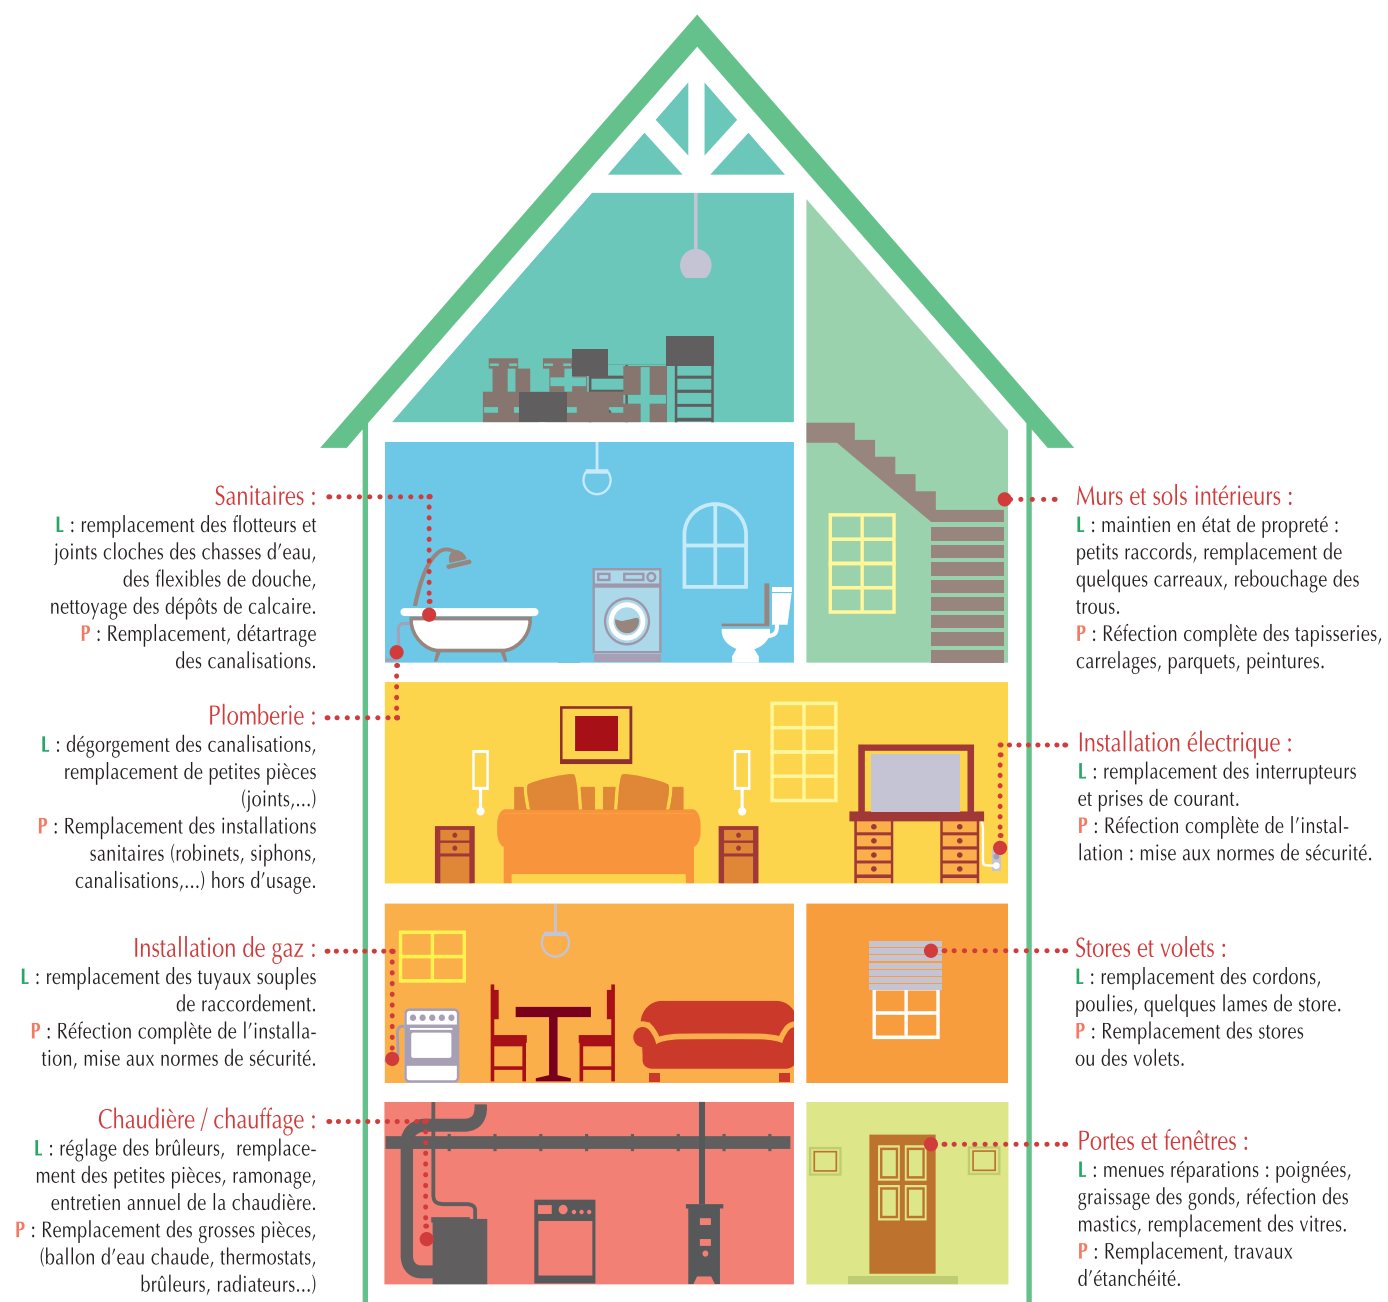 Sanitaires :
L : remplacement des flotteurs et
joints cloches des chasses d’eau,
des flexibles de douche,
nettoyage des dépôts de calcaire.
P : Remplacement, détartrage
des canalisations.
Plomberie :
L : dégorgement des canalisations,
remplacement de petites pièces
(joints,...)
P : Remplacement des installations
sanitaires (robinets, siphons,
canalisations,...) hors d’usage.
Installation de gaz :
L : remplacement des tuyaux souples
de raccordement.
P : Réfection complète de l’installa-
tion, mise aux normes de sécurité.
Chaudière / chauffage :
L : réglage des brûleurs, remplace-
ment des petites pièces, ramonage,
entretien annuel de la chaudière.
P : Remplacement des grosses pièces,
(ballon d’eau chaude, thermostats,
brûleurs, radiateurs...)
Murs et sols intérieurs :
L : maintien en état de propreté :
petits raccords, remplacement de
quelques carreaux, rebouchage des
trous.
P : Réfection complète des tapisseries,
carrelages, parquets, peintures.
Installation électrique :
L : remplacement des interrupteurs
et prises de courant.
P : Réfection complète de l’instal-
lation : mise aux normes de sécurité.
Stores et volets :
L : remplacement des cordons,
poulies, quelques lames de store.
P : Remplacement des stores
ou des volets.
Portes et fenêtres :
L : menues réparations : poignées,
graissage des gonds, réfection des
mastics, remplacement des vitres.
P : Remplacement, travaux
d’étanchéité.